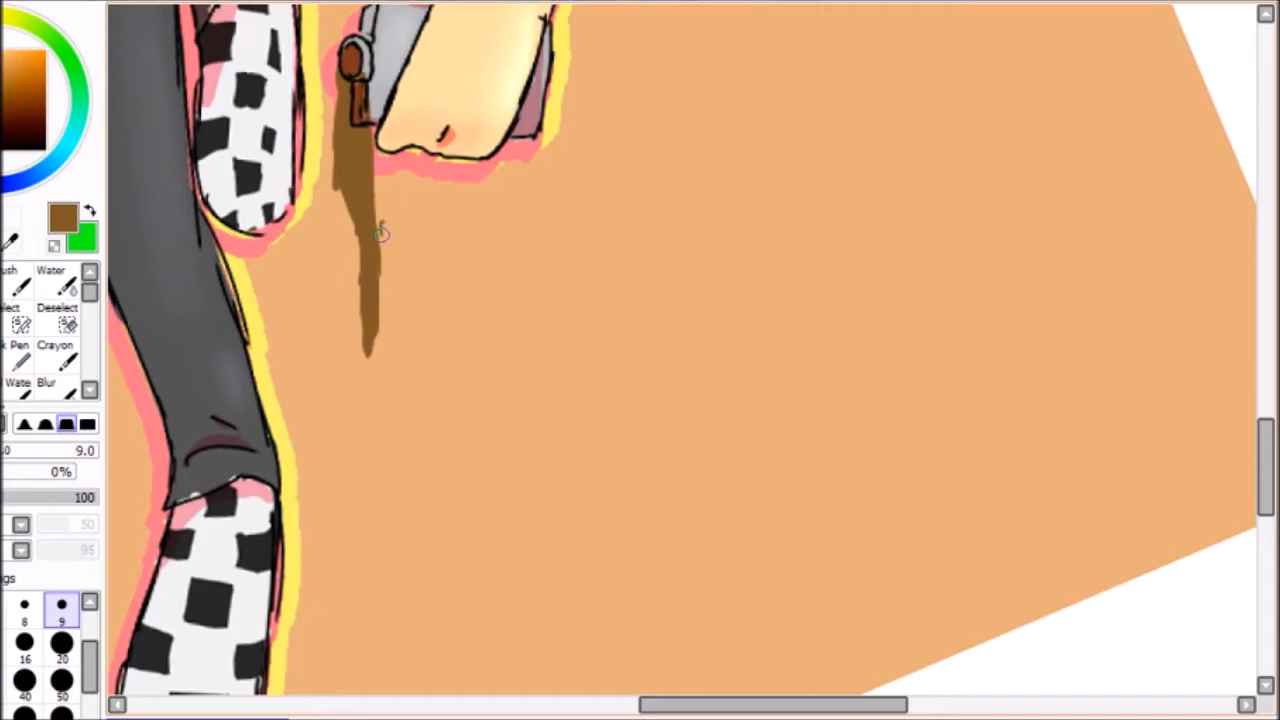 ush Water
lect Deselect
k Pen Crayon
Wate Blur
.0 9.0
0%
100
50
95
gs
8 9
16 20
40 50